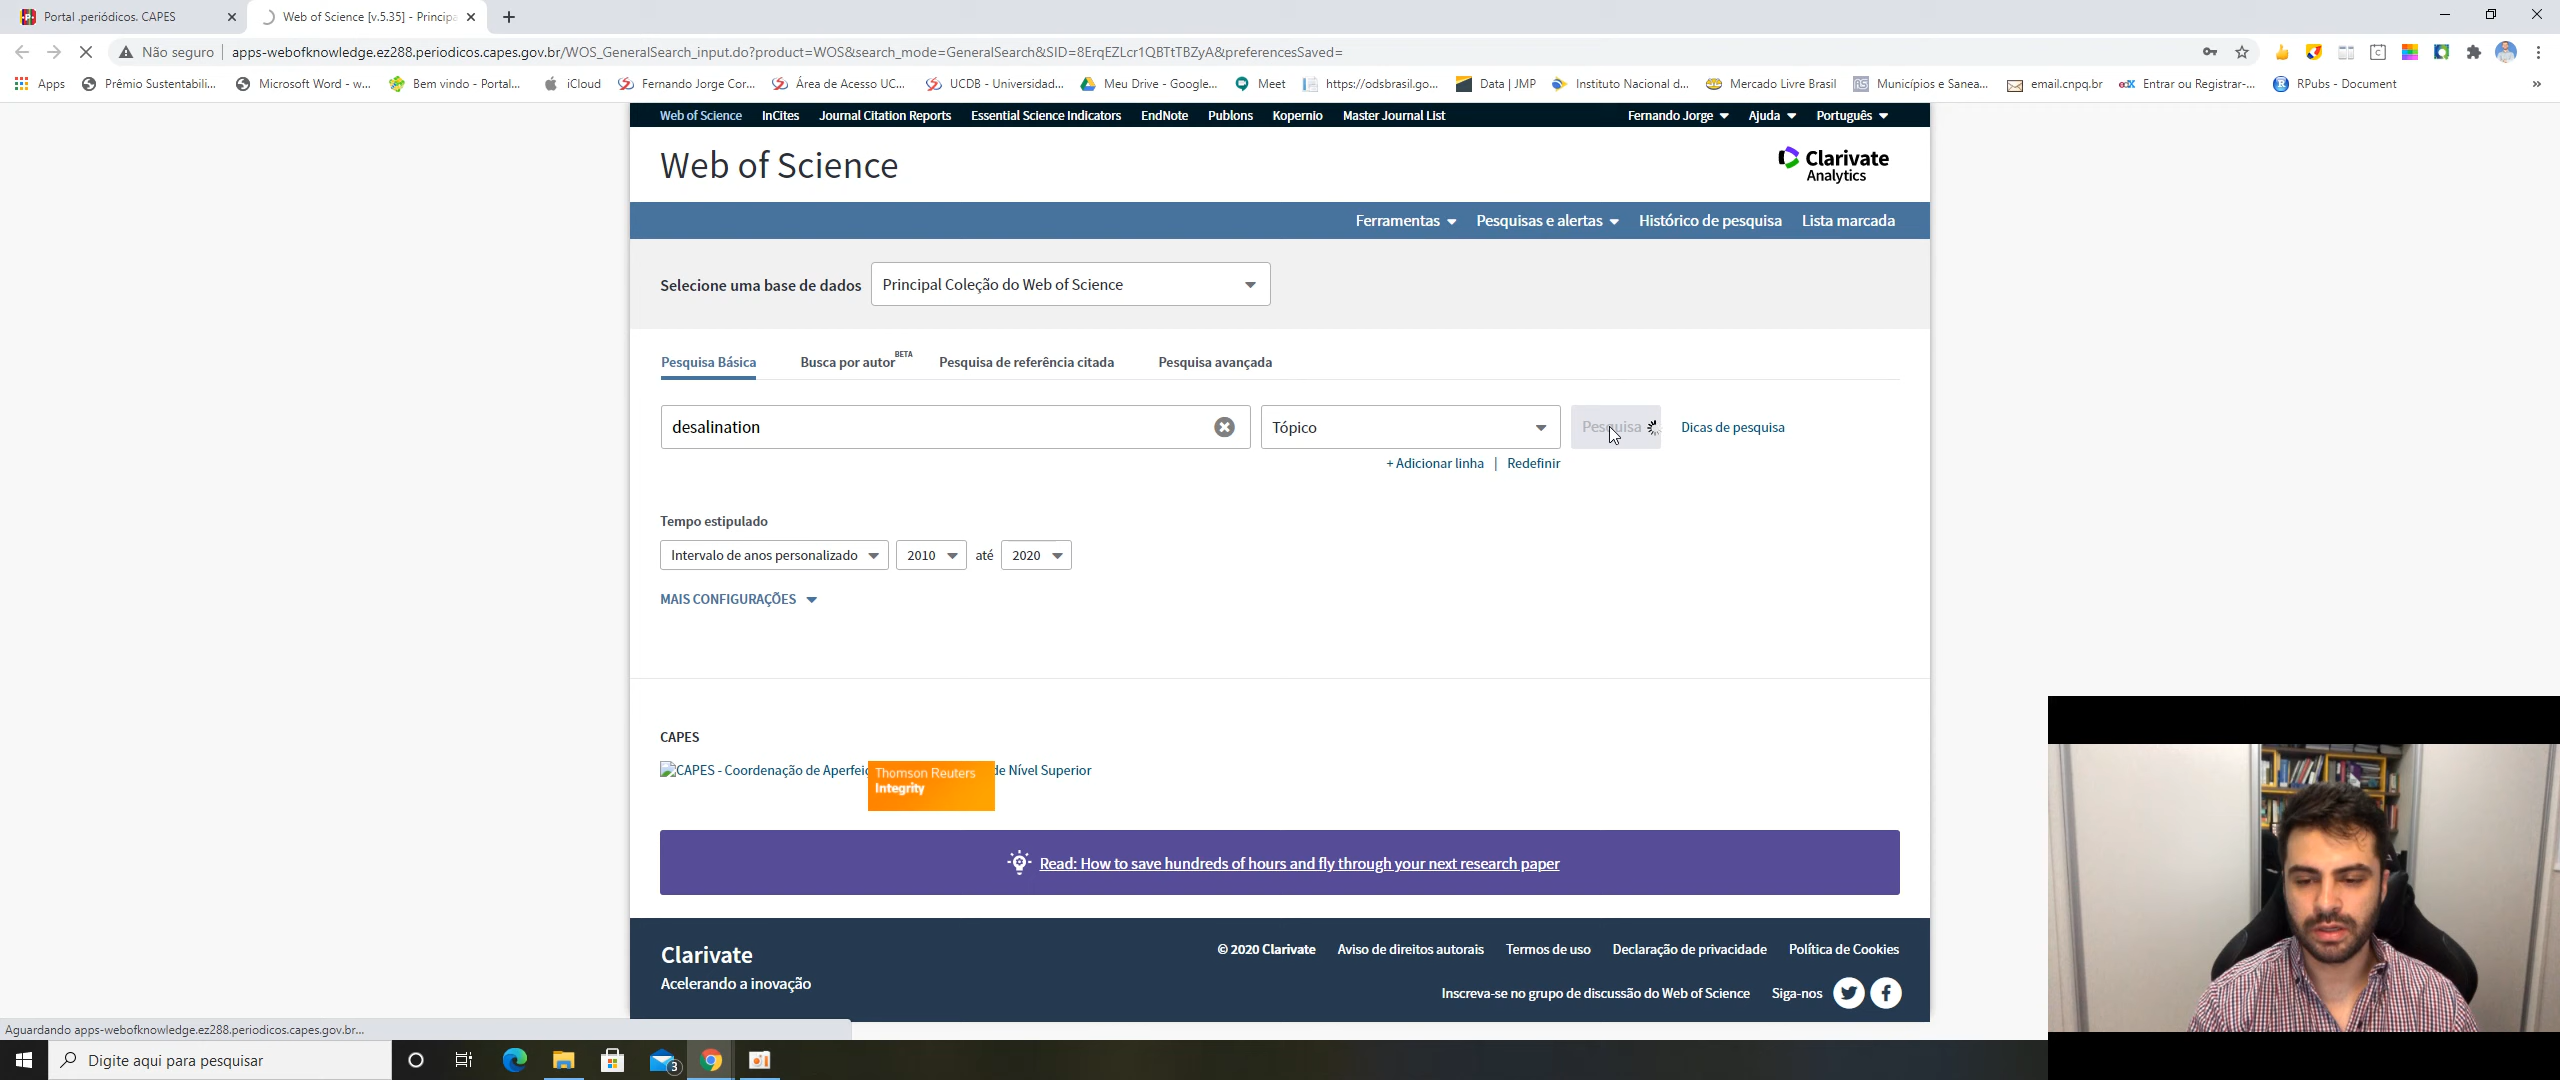 Portal .periódicos. CAPES
Web of Science [v.5.35] - Principa
Não seguro
apps-webofknowledge.ez288.periodicos.capes.gov.br/WOS_GeneralSearch_input.do?product=WOS&search_mode=GeneralSearch&SID=8ErqEZLcr1QBTtTBZyA&preferencesSaved=
Apps Prêmio Sustentabili... Microsoft Word - w... Bem vindo - Portal... iCloud Fernando Jorge Cor... Área de Acesso UC... UCDB - Universidad... Meu Drive - Google... Meet https://odsbrasil.go... Data | JMP Instituto Nacional d... Mercado Livre Brasil Municípios e Sanea... email.cnpq.br Entrar ou Registrar-... RPubs - Document »
Web of Science InCites Journal Citation Reports Essential Science Indicators EndNote Publons Kopernio Master Journal List Fernando Jorge Ajuda Português
Web of Science
Clarivate
Analytics
Ferramentas Pesquisas e alertas Histórico de pesquisa Lista marcada
Selecione uma base de dados Principal Coleção do Web of Science
Pesquisa Básica Busca por autor BETA Pesquisa de referência citada Pesquisa avançada
desalination Tópico Pesquisa Dicas de pesquisa
+ Adicionar linha | Redefinir
Tempo estipulado
Intervalo de anos personalizado 2010 até 2020
MAIS CONFIGURAÇÕES
CAPES
CAPES - Coordenação de Aperfeiç de Nível Superior
Thomson Reuters
Integrity
Read: How to save hundreds of hours and fly through your next research paper
Clarivate
Acelerando a inovação
© 2020 Clarivate Aviso de direitos autorais Termos de uso Declaração de privacidade Política de Cookies
Inscreva-se no grupo de discussão do Web of Science Siga-nos
Aguardando apps-webofknowledge.ez288.periodicos.capes.gov.br...
Digite aqui para pesquisar
3